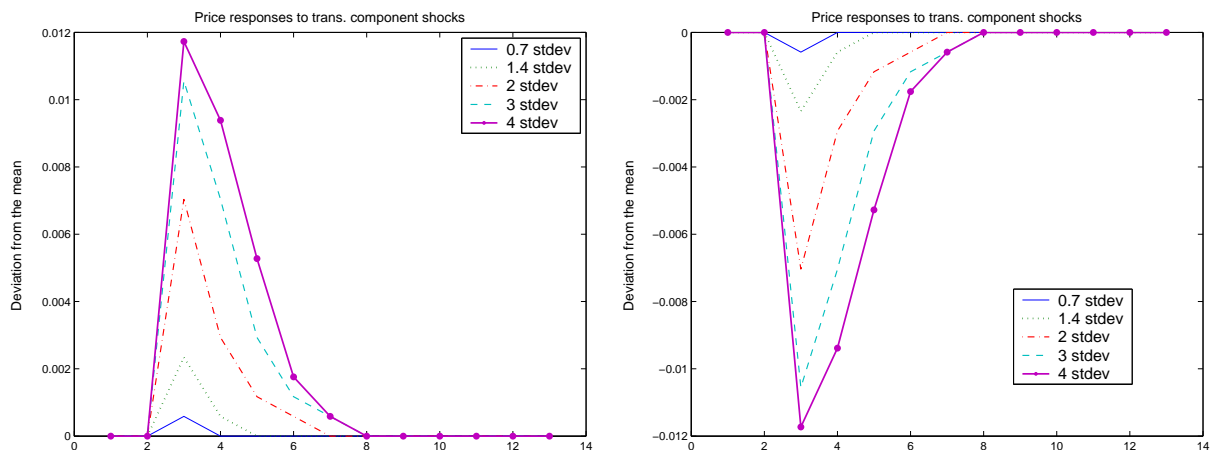 Price responses to trans. component shocks
Deviation from the mean
0.012
0.01
0.008
0.006
0.004
0.002
0
0 2 4 6 8 10 12 14
0.7 stdev
1.4 stdev
2 stdev
3 stdev
4 stdev
Price responses to trans. component shocks
Deviation from the mean
0
−0.002
−0.004
−0.006
−0.008
−0.01
−0.012
0 2 4 6 8 10 12 14
0.7 stdev
1.4 stdev
2 stdev
3 stdev
4 stdev